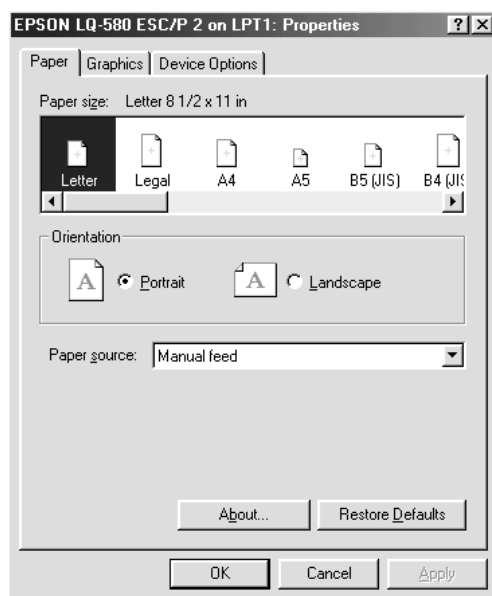 EPSON LQ-580 ESC/P 2 on LPT1: Properties ? X
Paper Graphics Device Options
Paper size: Letter 8 1/2 x 11 in
Letter Legal A4 A5 B5 (JIS) B4 (JIS
Orientation
A Portrait A Landscape
Paper source: Manual feed
About... Restore Defaults
OK Cancel Apply